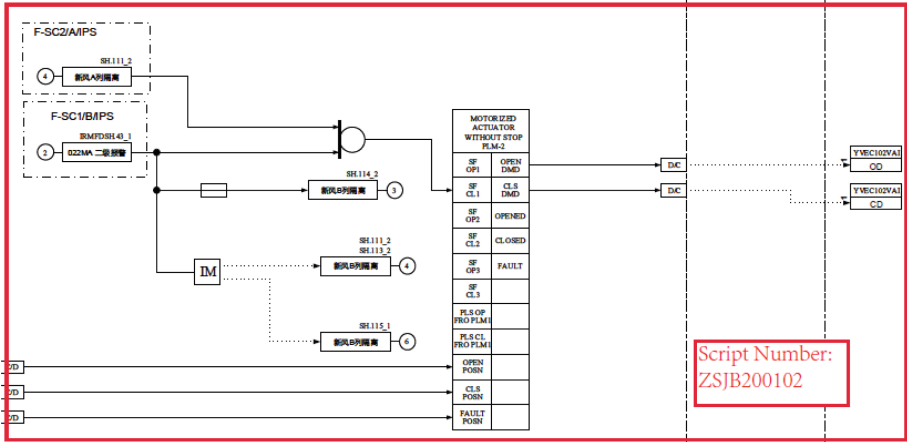 F-SC2/A/IPS
SH.111_2
4
新风A列隔离
F-SC1/B/IPS
IRMFDSH.43_1
2
022MA 二级报警
SH.114_2
新风B列隔离
3
IM
SH.111_2
SH.113_2
新风B列隔离
4
SH.115_1
新风B列隔离
6
MOTORIZED
ACTUATOR
WITHOUT STOP
PLM-2
SF OPEN
OP1 DMD
SF CLS
CL1 DMD
SF
OP2 OPENED
SF
CL2 CLOSED
SF
OP3 FAULT
SF
CL3
PLS OP
FRO PLM1
PLS CL
FRO PLM1
OPEN
POSN
CLS
POSN
FAULT
POSN
D/C
D/C
YVEC102VA1
OD
YVEC102VA1
CD
C/D
C/D
C/D
Script Number:
ZSJB200102